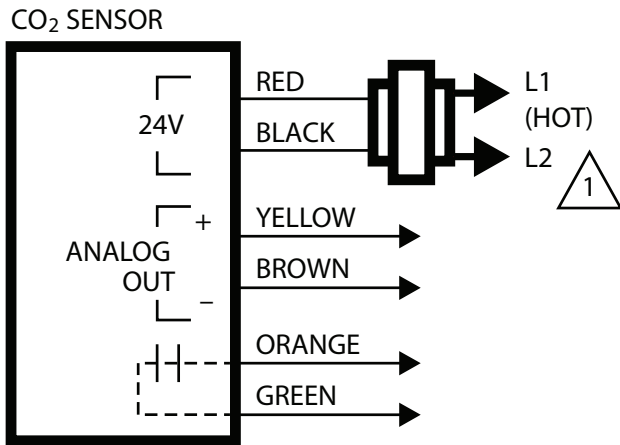 CO₂ SENSOR
RED
L1
24V
(HOT)
BLACK
L2
1
+
YELLOW
ANALOG
OUT
BROWN
–
ORANGE
GREEN